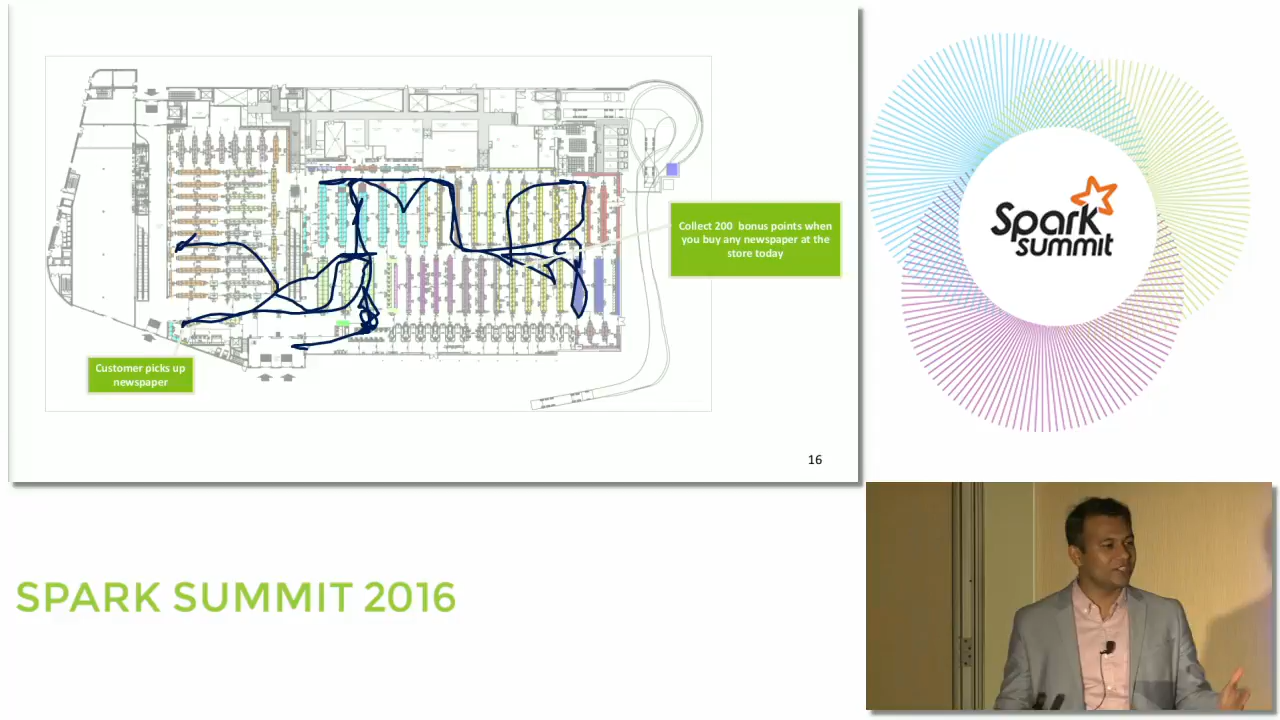 Collect 200 bonus points when
you buy any newspaper at the
store today
Customer picks up
newspaper
16
Spark
summit
SPARK SUMMIT 2016